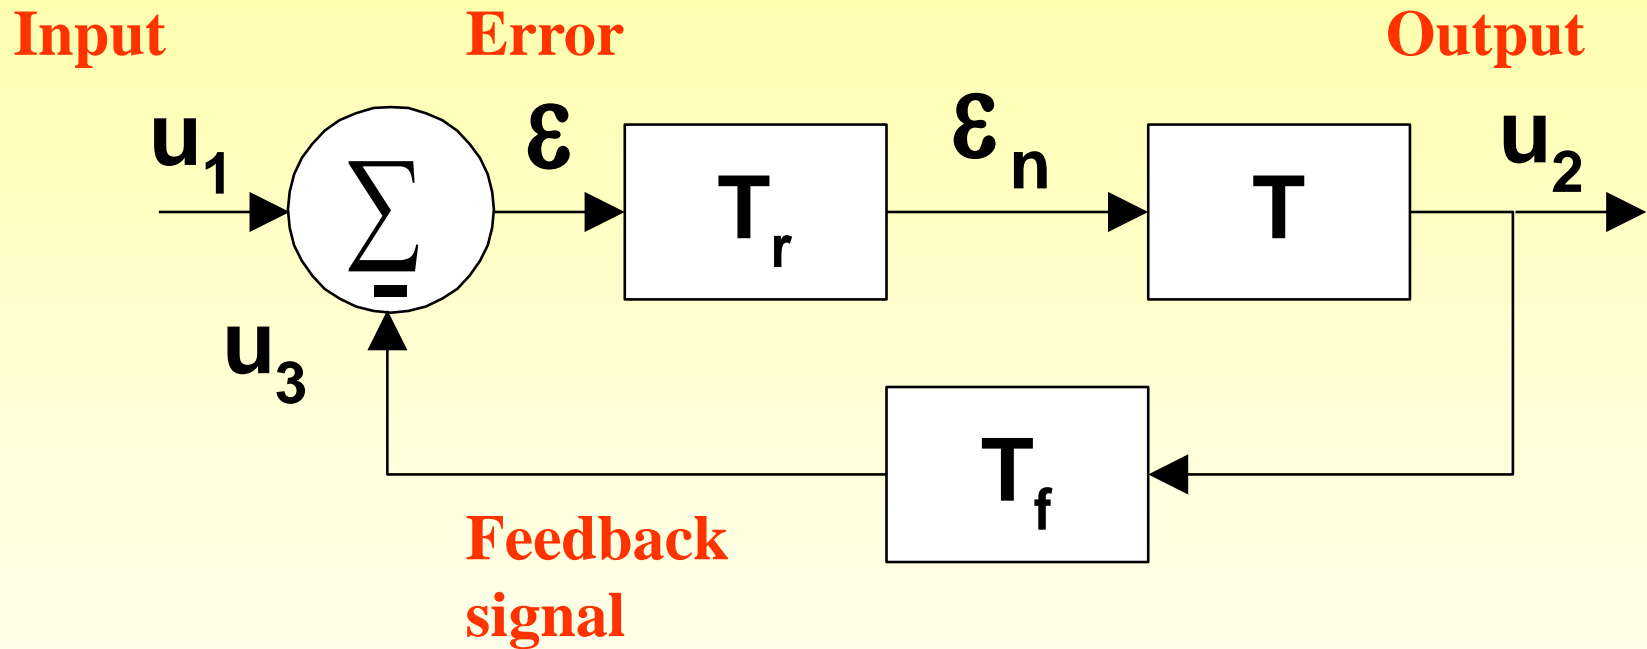 Input Error Output
u1 ε εn u2
∑ Tr T
-
u3
Tf
Feedback
signal